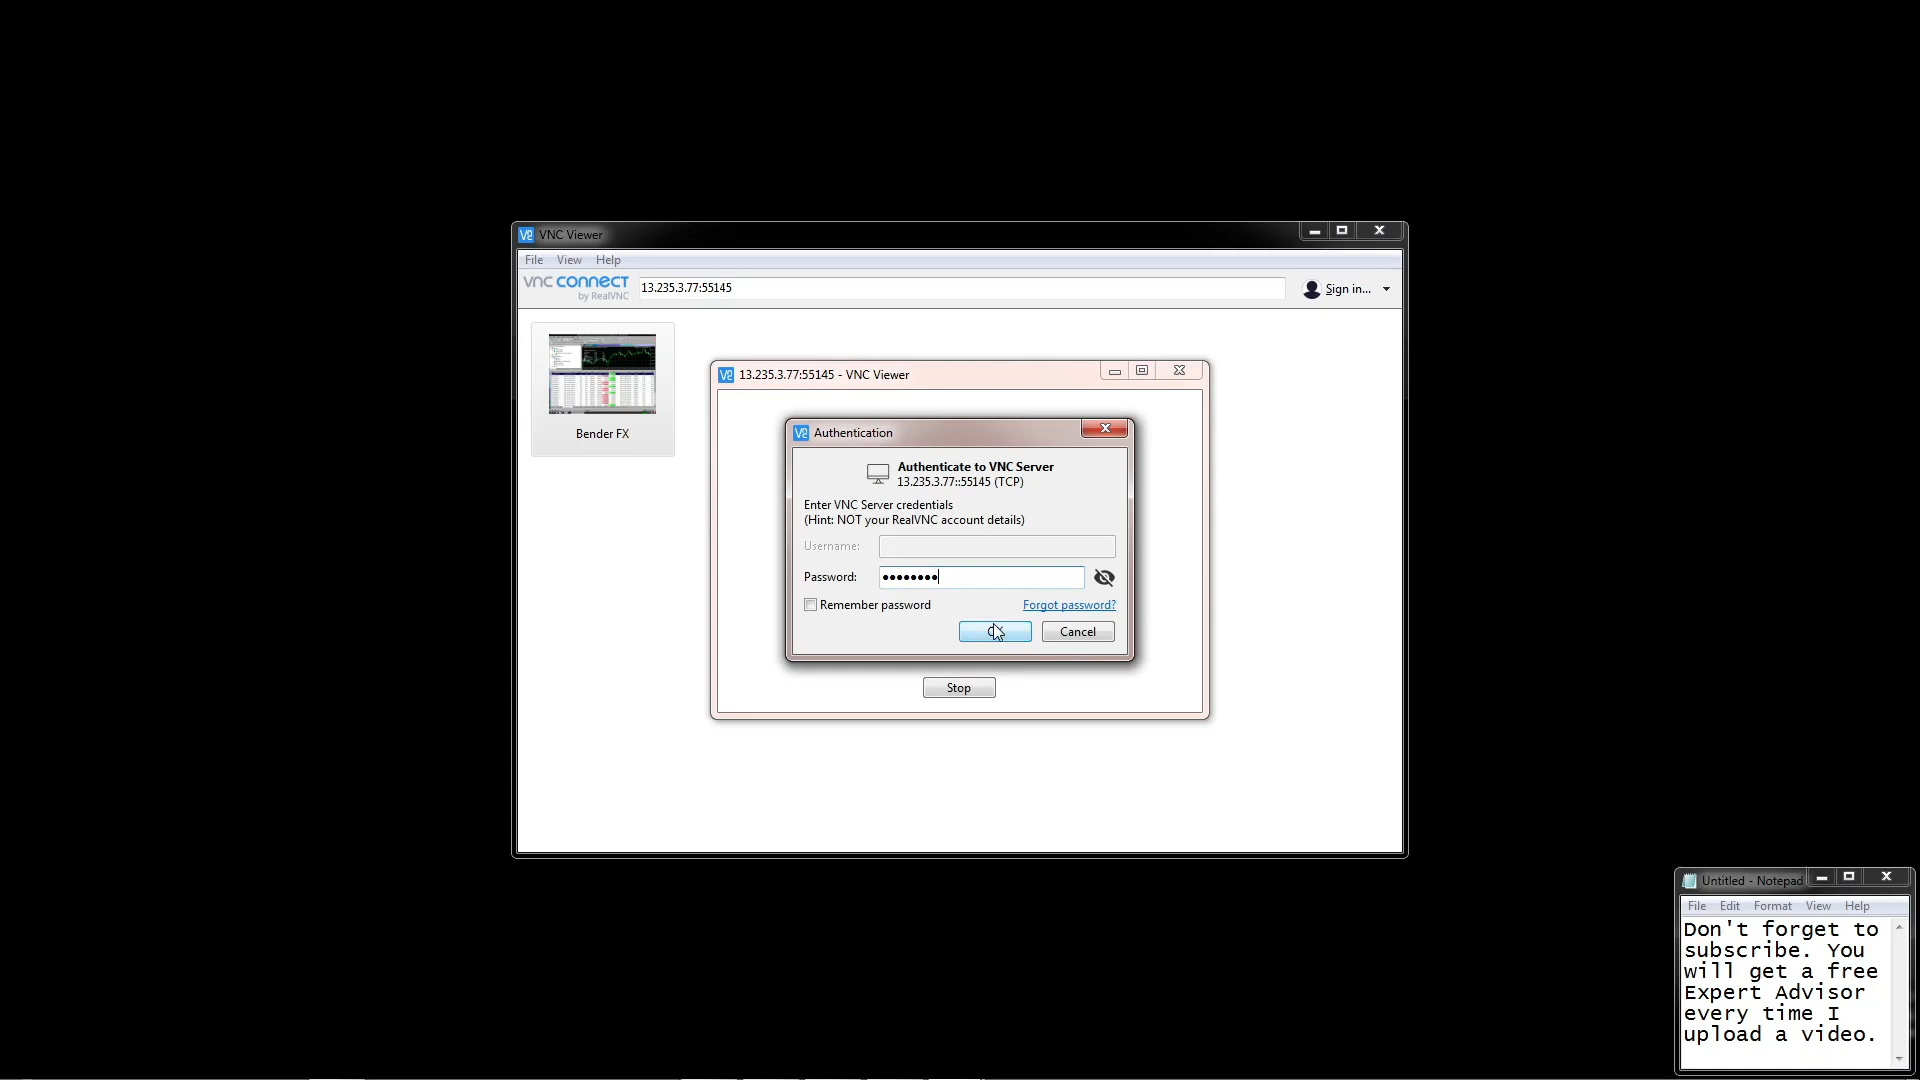 VNC Viewer
File View Help
vnc connect
by RealVNC
13.235.3.77:55145
Sign in...
Bender FX
13.235.3.77:55145 - VNC Viewer
Authentication
Authenticate to VNC Server
13.235.3.77::55145 (TCP)
Enter VNC Server credentials
(Hint: NOT your RealVNC account details)
Username:
Password: ••••••••
Remember password
Forgot password?
Cancel
Stop
Untitled - Notepad
File Edit Format View Help
Don't forget to
subscribe. You
will get a free
Expert Advisor
every time I
upload a video.